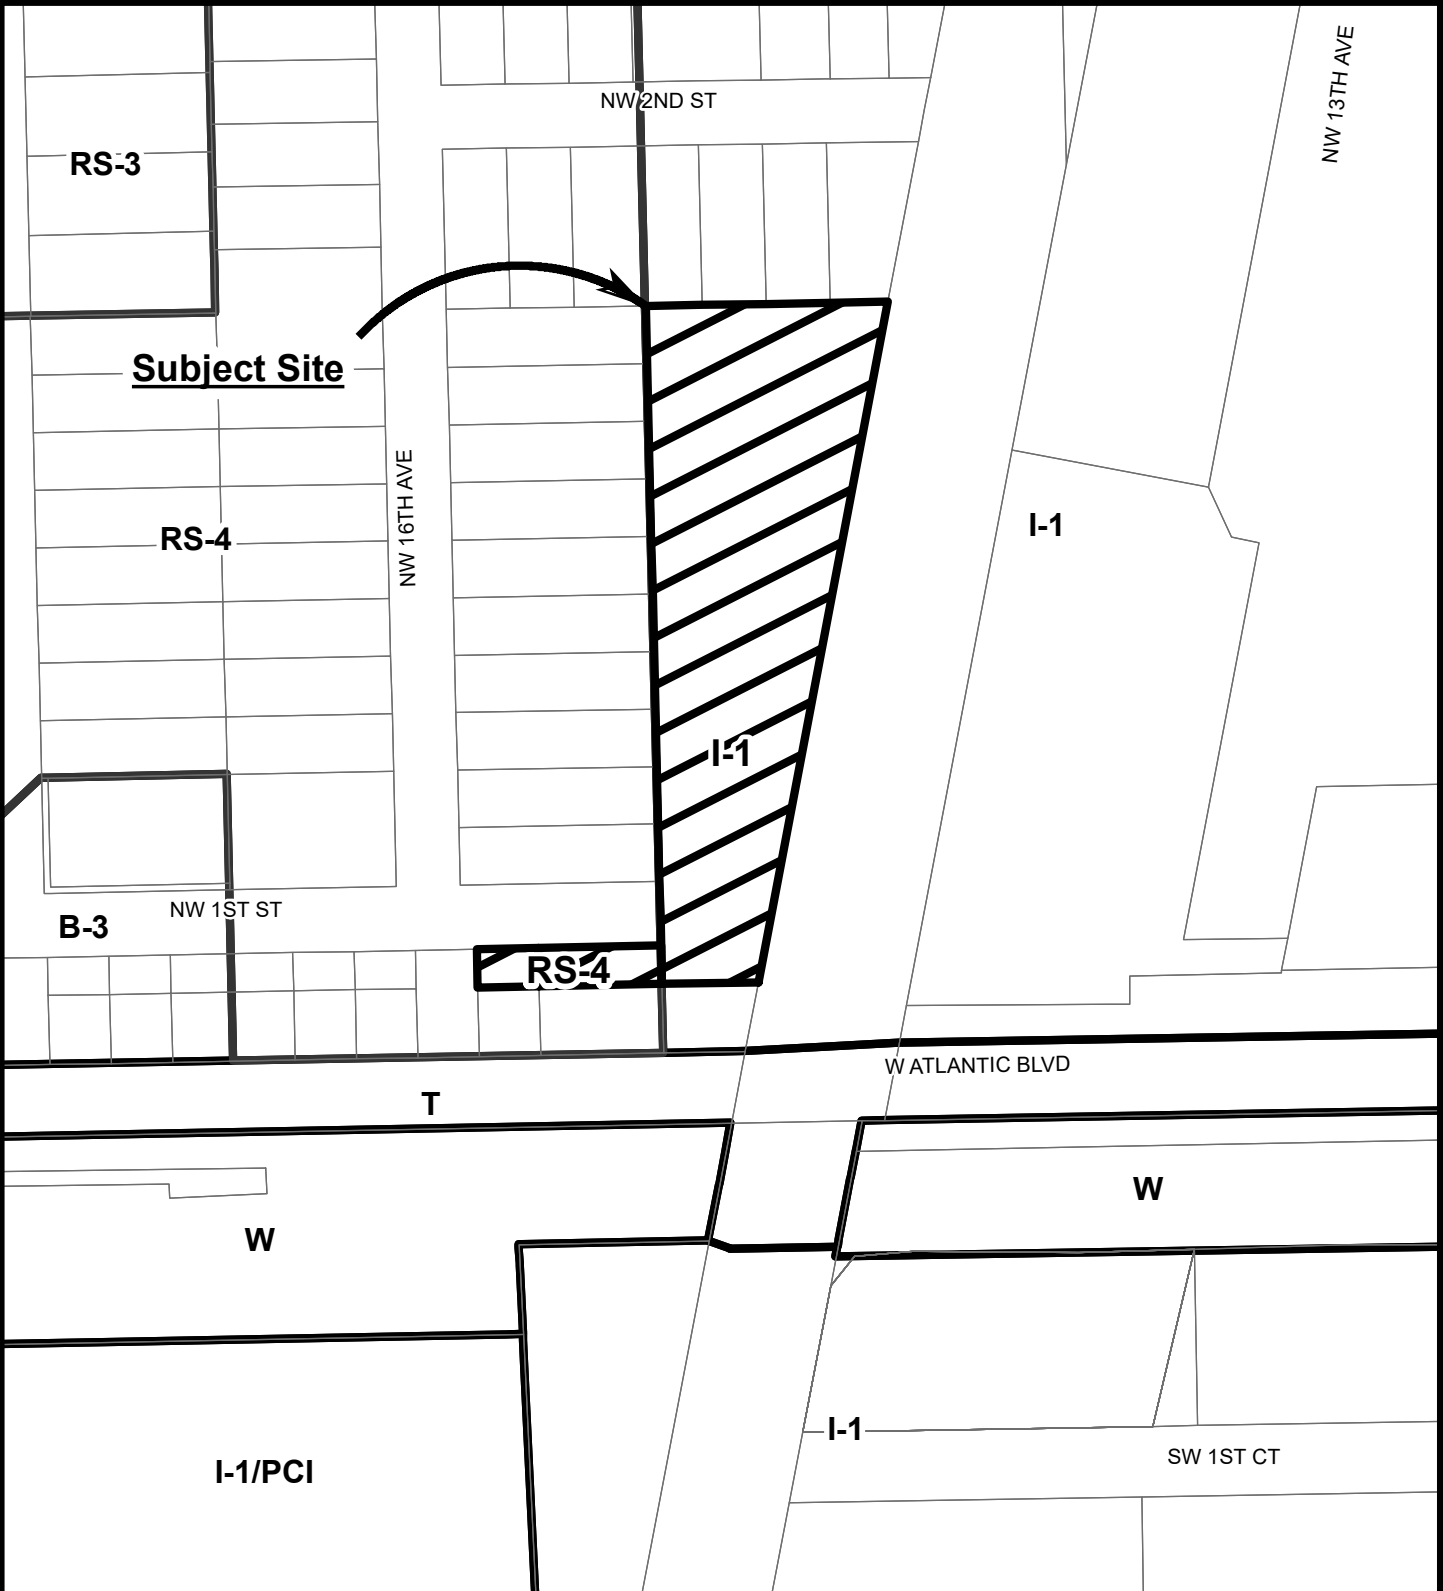 NW 2ND ST
NW 13TH AVE
RS-3
Subject Site
NW 16TH AVE
RS-4
I-1
I-1
B-3
NW 1ST ST
RS-4
W ATLANTIC BLVD
T
W
W
I-1
SW 1ST CT
I-1/PCI